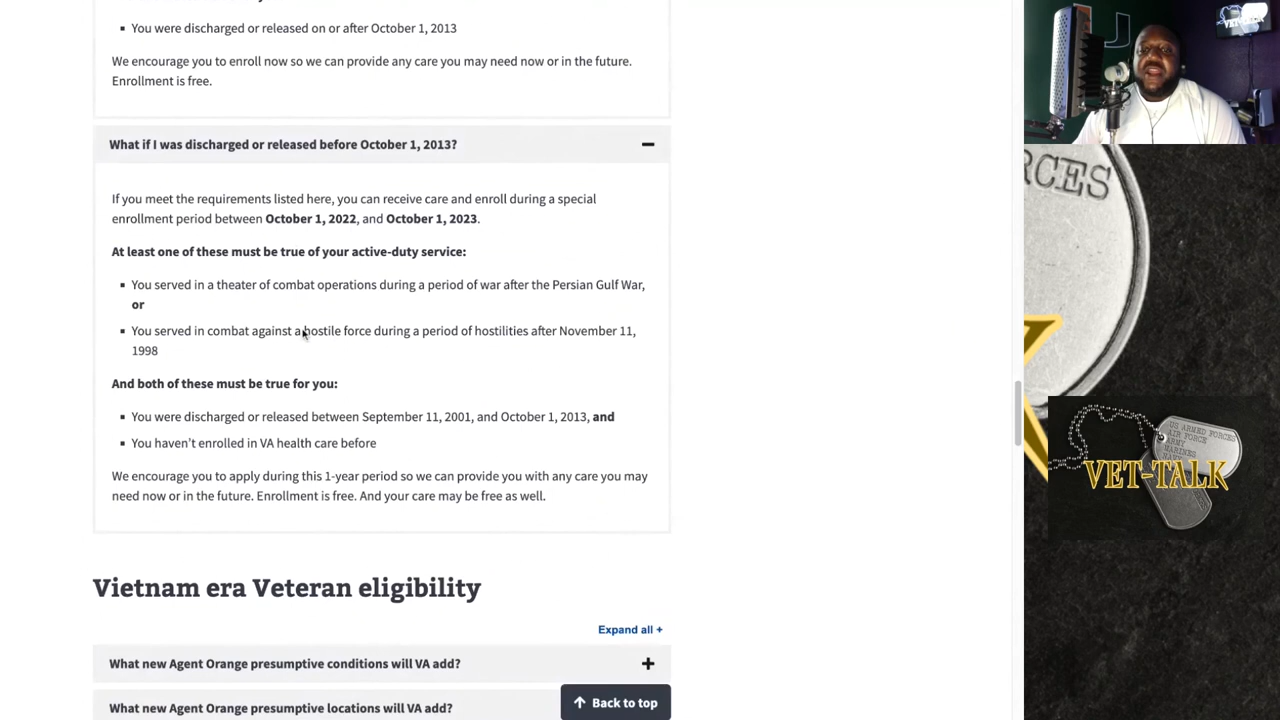 You were discharged or released on or after October 1, 2013
We encourage you to enroll now so we can provide any care you may need now or in the future.
Enrollment is free.
What if I was discharged or released before October 1, 2013?
If you meet the requirements listed here, you can receive care and enroll during a special
enrollment period between October 1, 2022, and October 1, 2023.
At least one of these must be true of your active-duty service:
You served in a theater of combat operations during a period of war after the Persian Gulf War,
or
You served in combat against a hostile force during a period of hostilities after November 11,
1998
And both of these must be true for you:
You were discharged or released between September 11, 2001, and October 1, 2013, and
You haven't enrolled in VA health care before
We encourage you to apply during this 1-year period so we can provide you with any care you may
need now or in the future. Enrollment is free. And your care may be free as well.
Vietnam era Veteran eligibility
Expand all +
What new Agent Orange presumptive conditions will VA add?
What new Agent Orange presumptive locations will VA add?
Back to top
VET-TALK
RCES
US ARMED FORCES
AIR FORCE
ARMY
MARINES
NAVY
VET-TALK